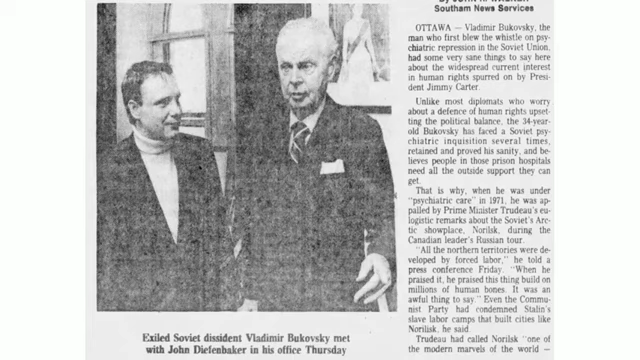 Southam News Services
OTTAWA — Vladimir Bukovsky, the
man who first blew the whistle on psy-
chiatric repression in the Soviet Union,
had some very sane things to say here
about the widespread current interest
in human rights spurred on by Presi-
dent Jimmy Carter.
Unlike most diplomats who worry
about a defence of human rights upset-
ting the political balance, the 34-year-
old Bukovsky has faced a Soviet psy-
chiatric inquisition several times,
retained and proved his sanity, and be-
lieves people in those prison hospitals
need all the outside support they can
get.
That is why, when he was under
"psychiatric care" in 1971, he was ap-
palled by Prime Minister Trudeau's eu-
logistic remarks about the Soviet's Arc-
tic showplace, Norilsk, during the
Canadian leader's Russian tour.
"All the northern territories were de-
veloped by forced labor," he told a
press conference Friday. "When he
praised it, he praised this thing build on
millions of human bones. It was an
awful thing to say." Even the Commu-
nist Party had condemned Stalin's
slave labor camps that built cities like
Norilisk, he said.
Trudeau had called Norilsk "one of
the modern marvels of the world —
Exiled Soviet dissident Vladimir Bukovsky met
with John Diefenbaker in his office Thursday